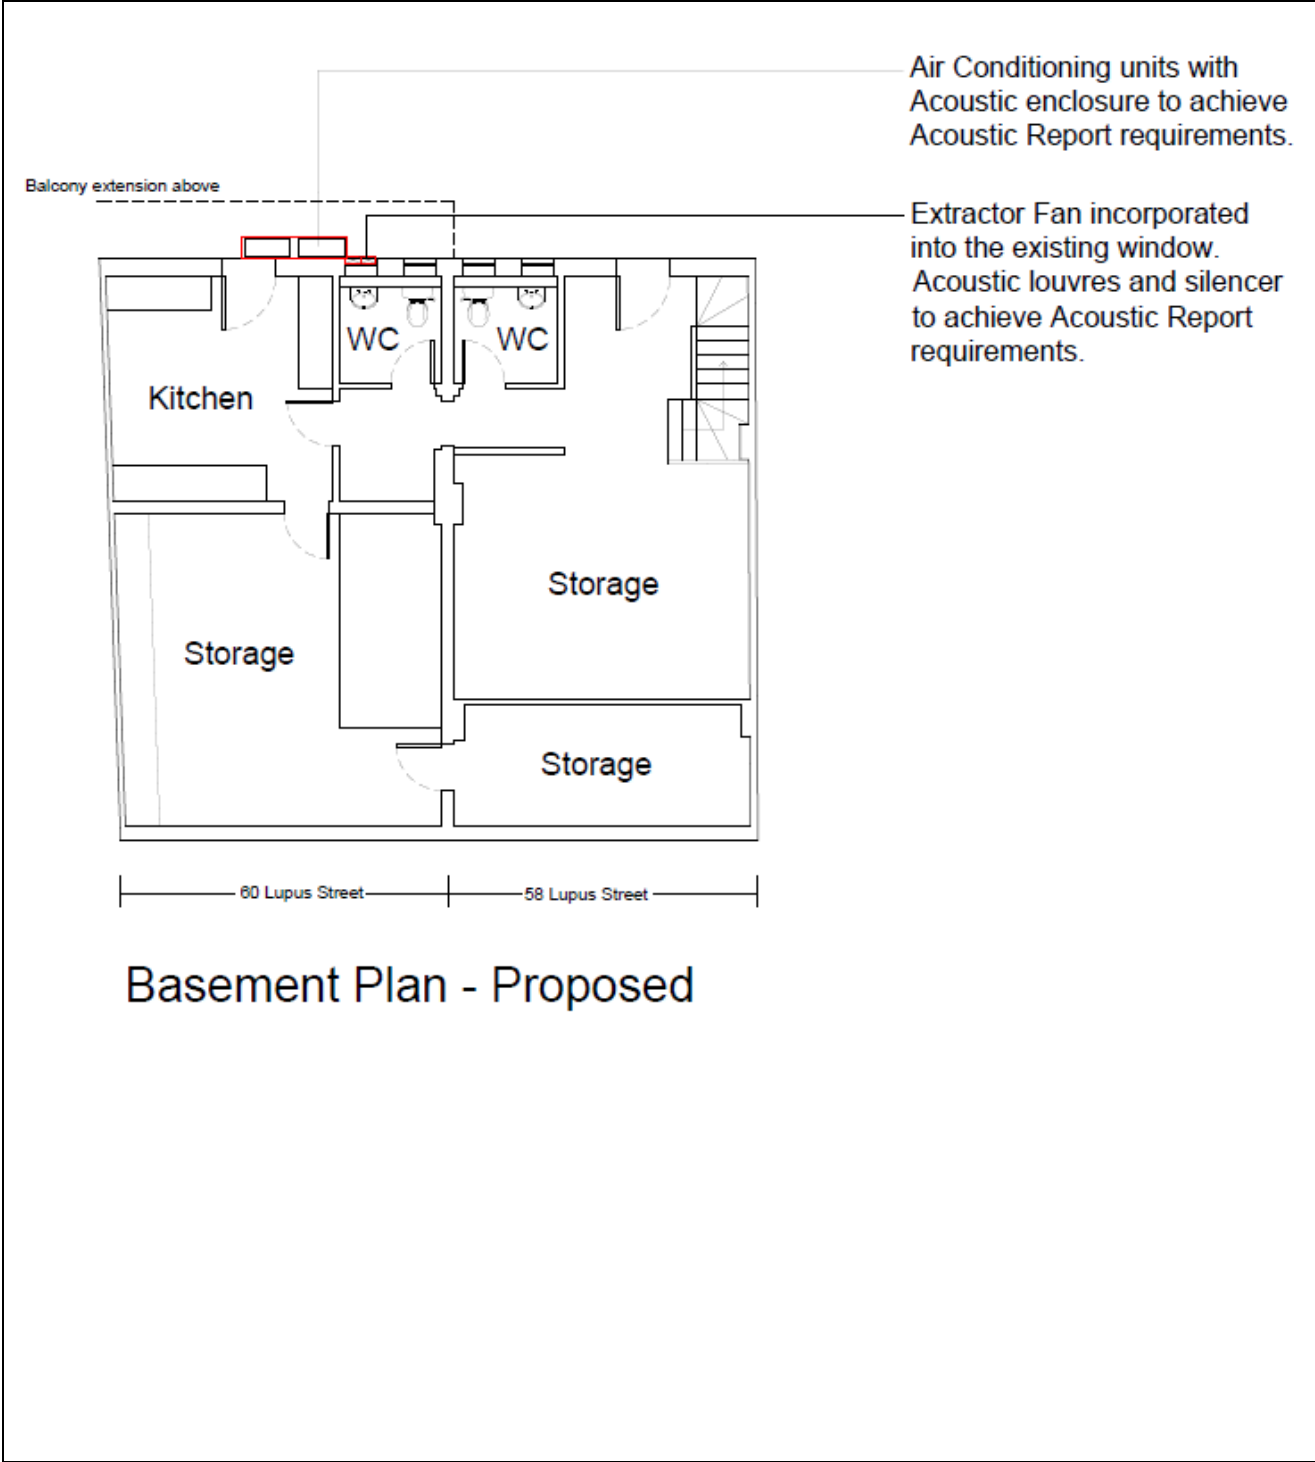 Air Conditioning units with
Acoustic enclosure to achieve
Acoustic Report requirements.
Balcony extension above
Extractor Fan incorporated
into the existing window.
Acoustic louvres and silencer
to achieve Acoustic Report
requirements.
WC
WC
Kitchen
Storage
Storage
Storage
60 Lupus Street
58 Lupus Street
Basement Plan - Proposed